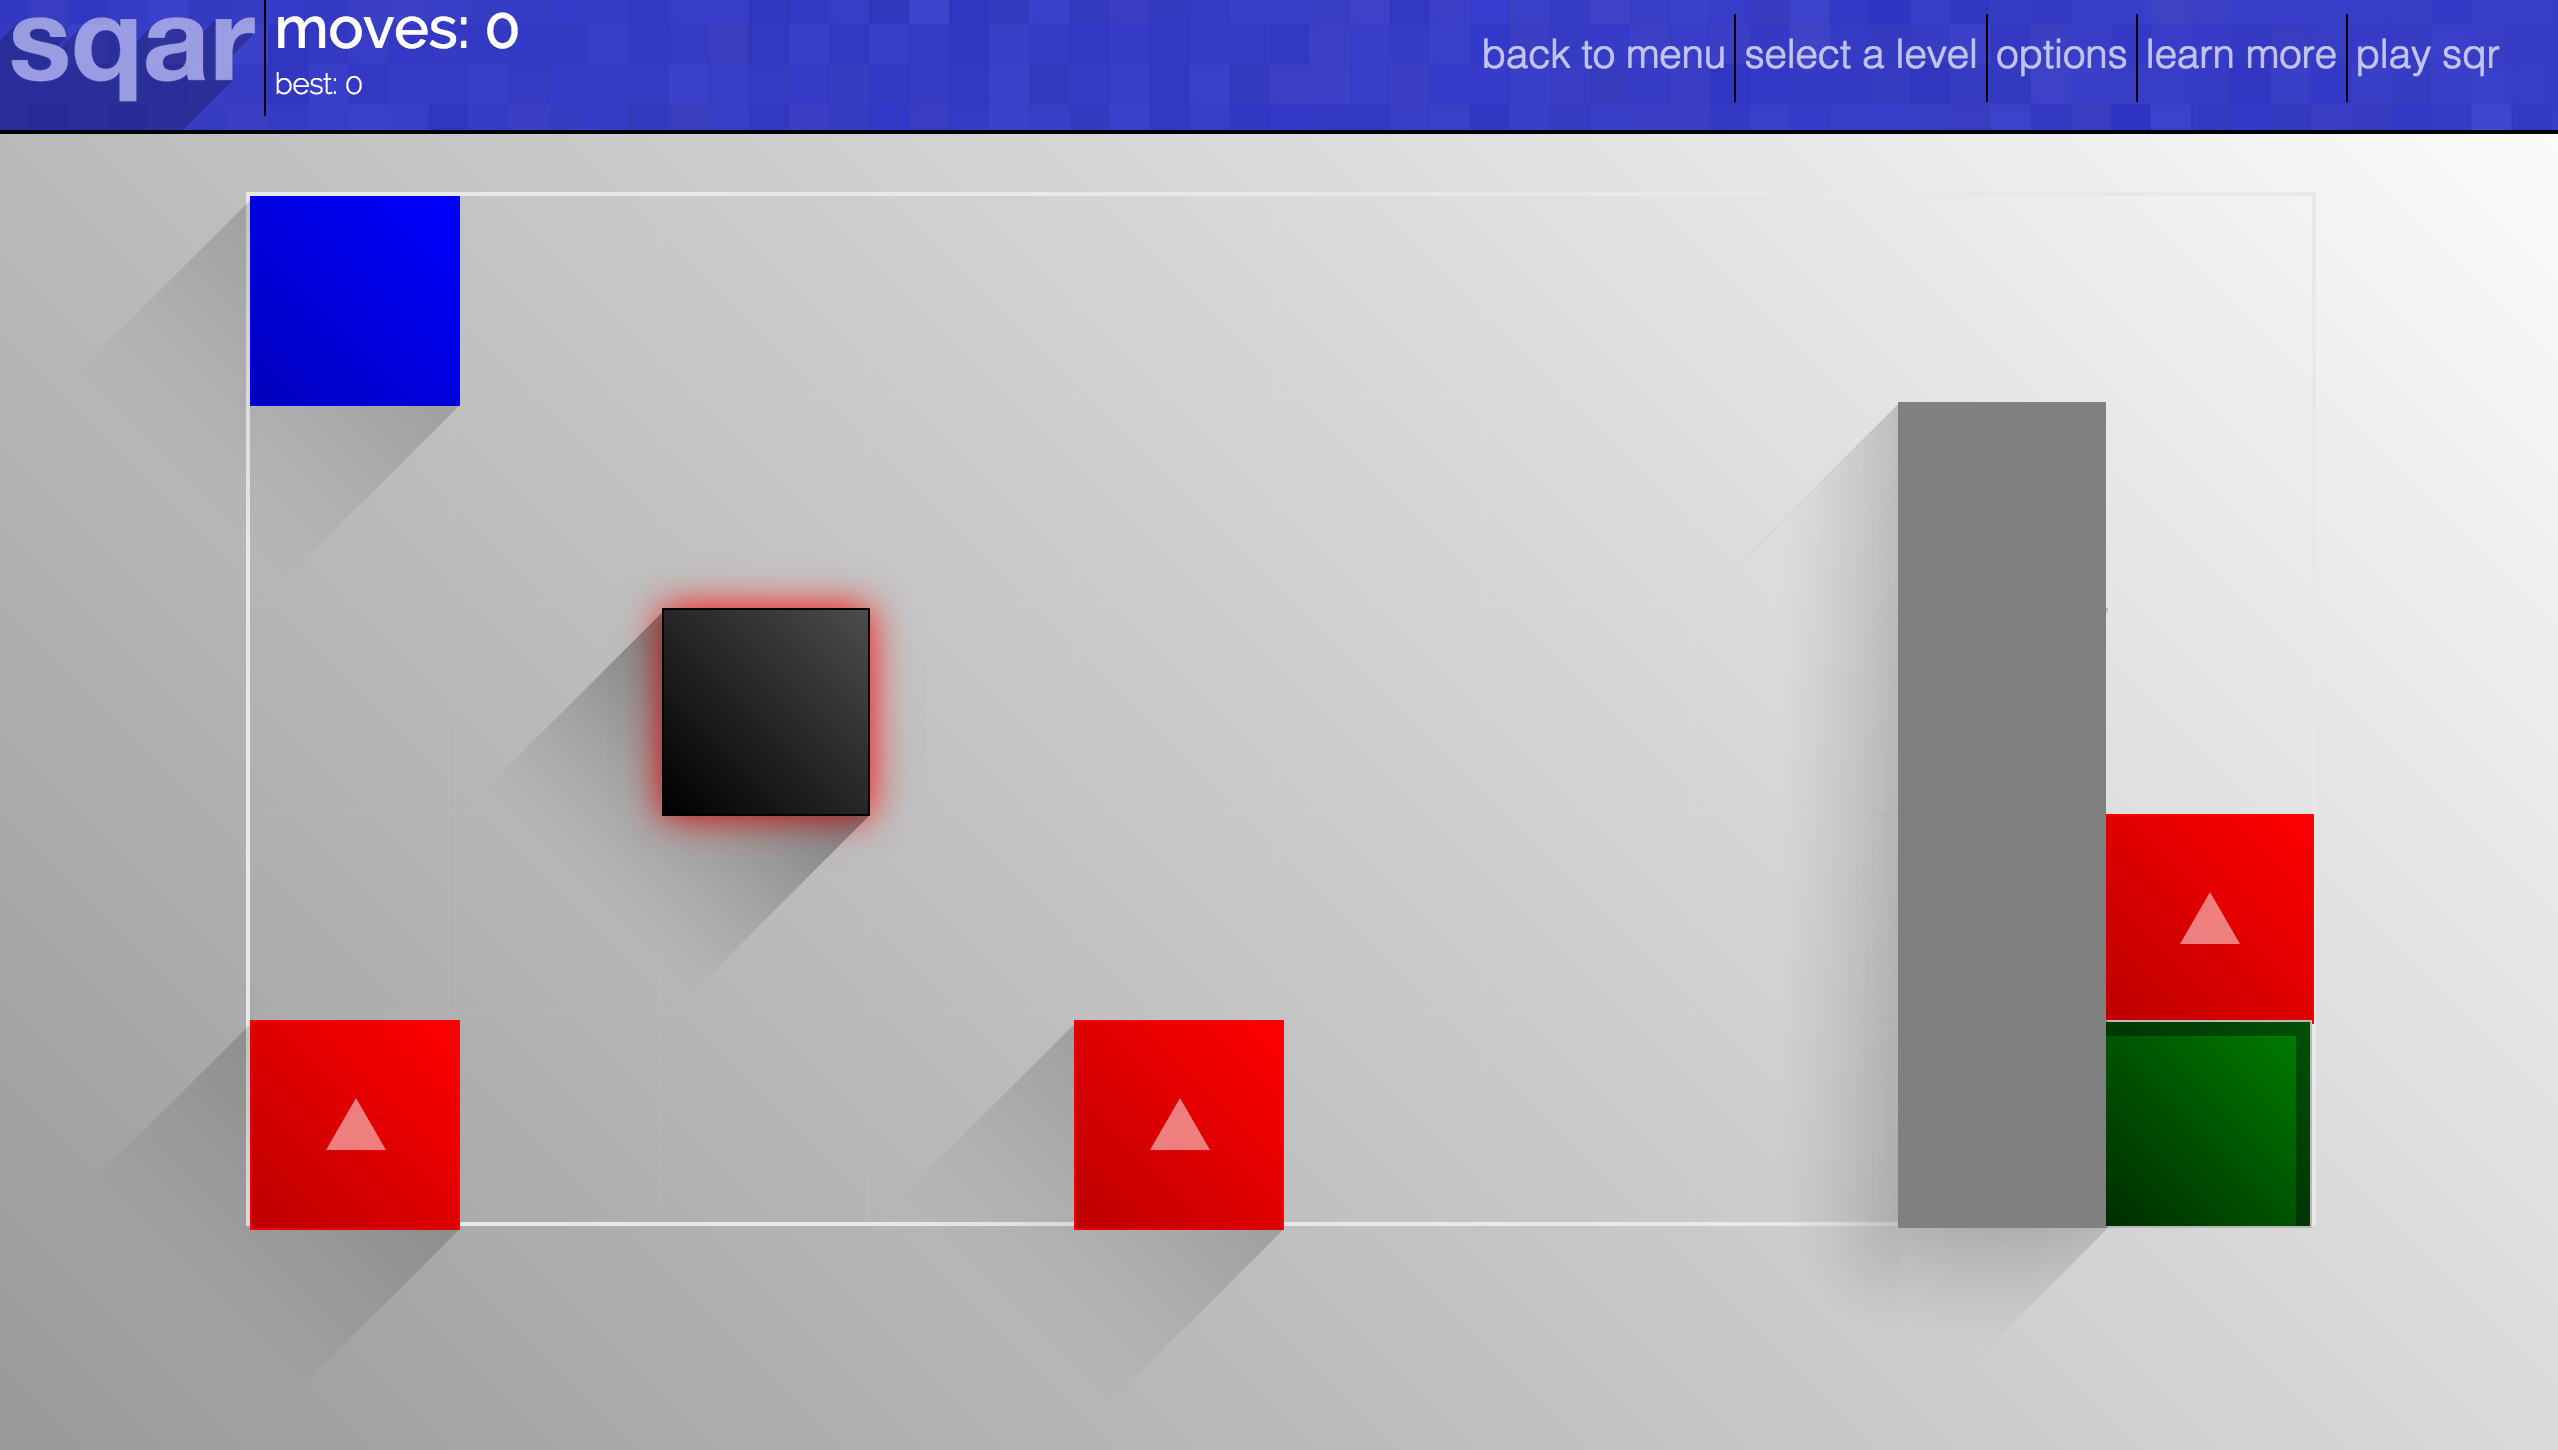 sqar
moves: 0
best: 0
back to menu
select a level
options
learn more
play sqr